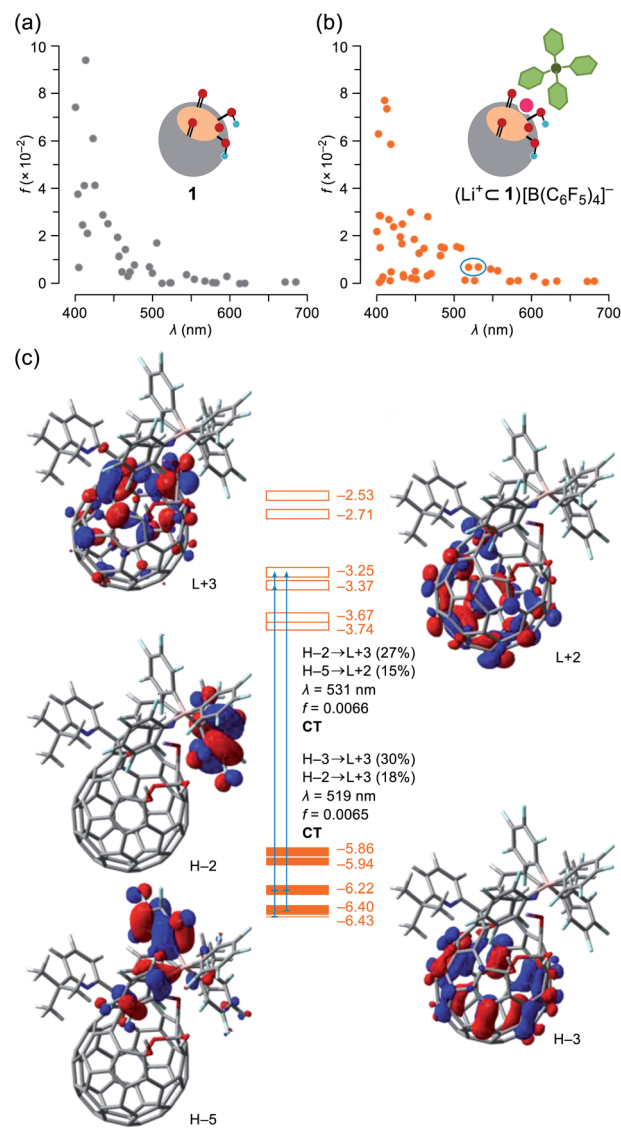 (a)
10
8
6
4
2
0
f (× 10⁻²)
400
500
600
700
λ (nm)
1
(b)
10
8
6
4
2
0
f (× 10⁻²)
400
500
600
700
λ (nm)
(Li⁺⊂ 1)[B(C₆F₅)₄]⁻
(c)
L+3
−2.53
−2.71
−3.25
−3.37
−3.67
−3.74
L+2
H−2→L+3 (27%)
H−5→L+2 (15%)
λ = 531 nm
f = 0.0066
CT
H−2
H−3→L+3 (30%)
H−2→L+3 (18%)
λ = 519 nm
f = 0.0065
CT
−5.86
−5.94
−6.22
−6.40
−6.43
H−5
H−3